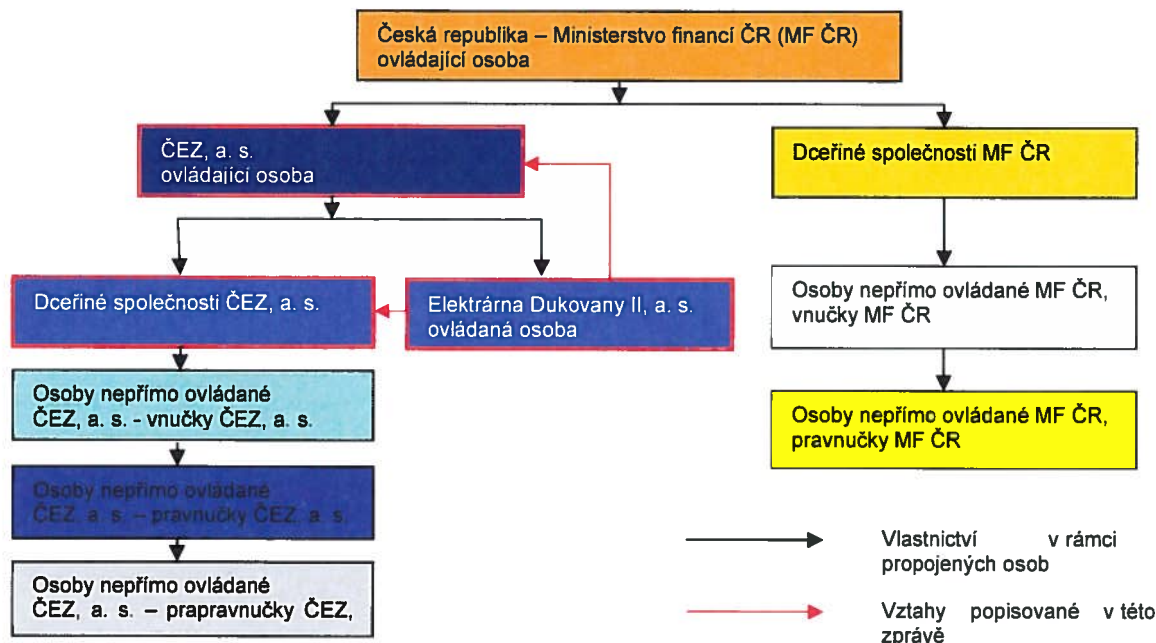 Česká republika – Ministerstvo financí ČR (MF ČR)
ovládající osoba
ČEZ, a. s.
ovládající osoba
Dceřiné společnosti MF ČR
Dceřiné společnosti ČEZ, a. s.
Elektrárna Dukovany II, a. s.
ovládaná osoba
Osoby nepřímo ovládané MF ČR,
vnučky MF ČR
Osoby nepřímo ovládané
ČEZ, a. s. - vnučky ČEZ, a. s.
Osoby nepřímo ovládané MF ČR,
pravnučky MF ČR
Osoby nepřímo ovládané
ČEZ, a. s. – pravnučky ČEZ, a. s,
Osoby nepřímo ovládané
ČEZ, a. s. – prapravnučky ČEZ,
Vlastnictví v rámci
propojených osob
Vztahy popisované v této
zprávě